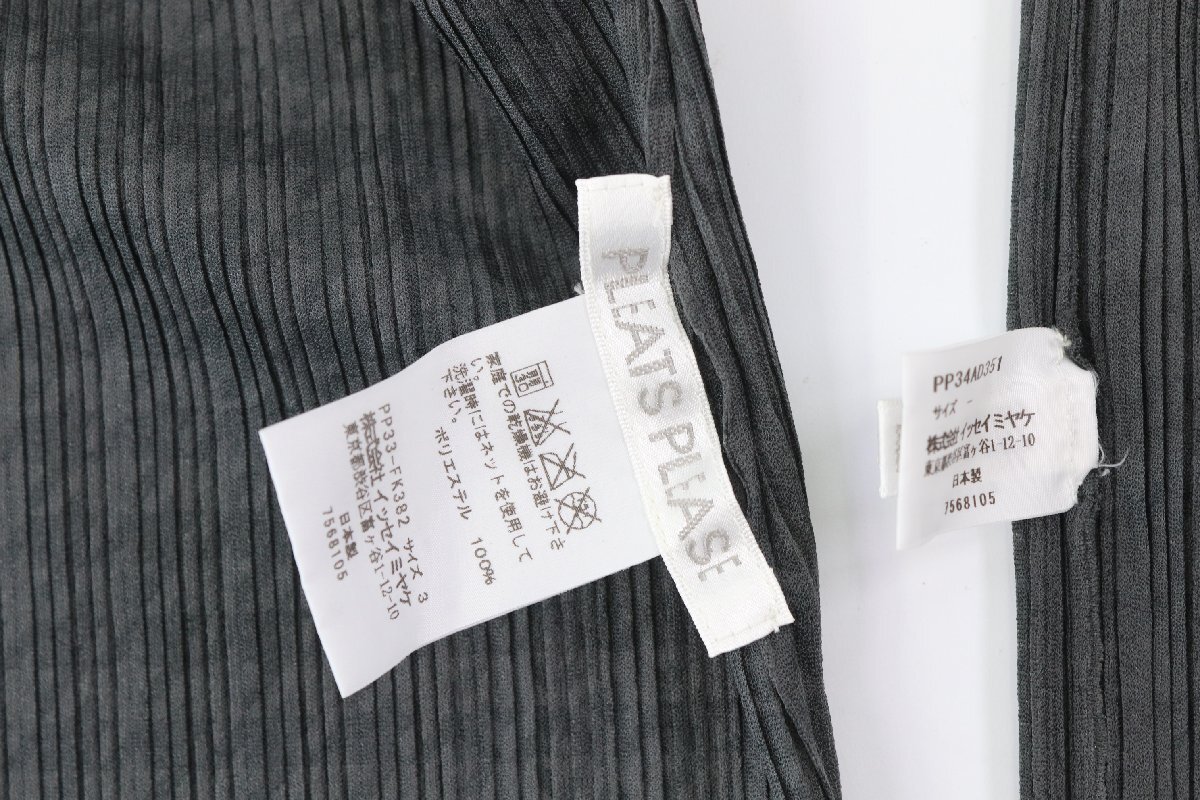 PLEATS PLEASE
家庭での乾燥機はお避け下さ
い。
洗濯時にはネットを使用して
下さい。
ポリエステル 100%
PP33-FK382 サイズ 3
株式会社 イッセイ ミヤケ
東京都渋谷区富ヶ谷1-12-10
日本製
7568105
PP34AD351
サイズ -
株式会社イッセイミヤケ
東京都渋谷区富ヶ谷1-12-10
日本製
7568105